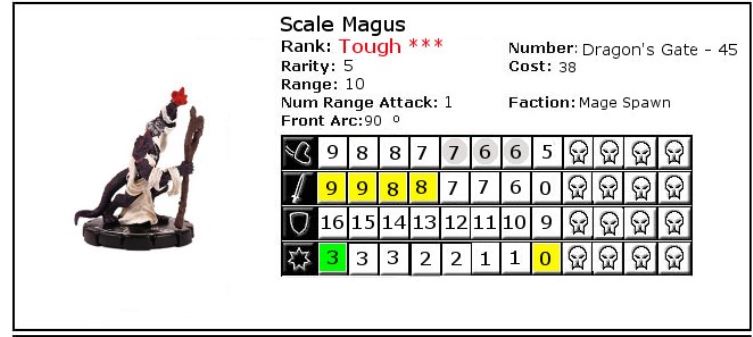 Scale Magus
Rank: Tough ***
Number: Dragon's Gate - 45
Rarity: 5
Cost: 38
Range: 10
Num Range Attack: 1
Faction: Mage Spawn
Front Arc:90 º
9 8 8 7 7 6 6 5
9 9 8 8 7 7 6 0
16 15 14 13 12 11 10 9
3 3 3 2 2 1 1 0